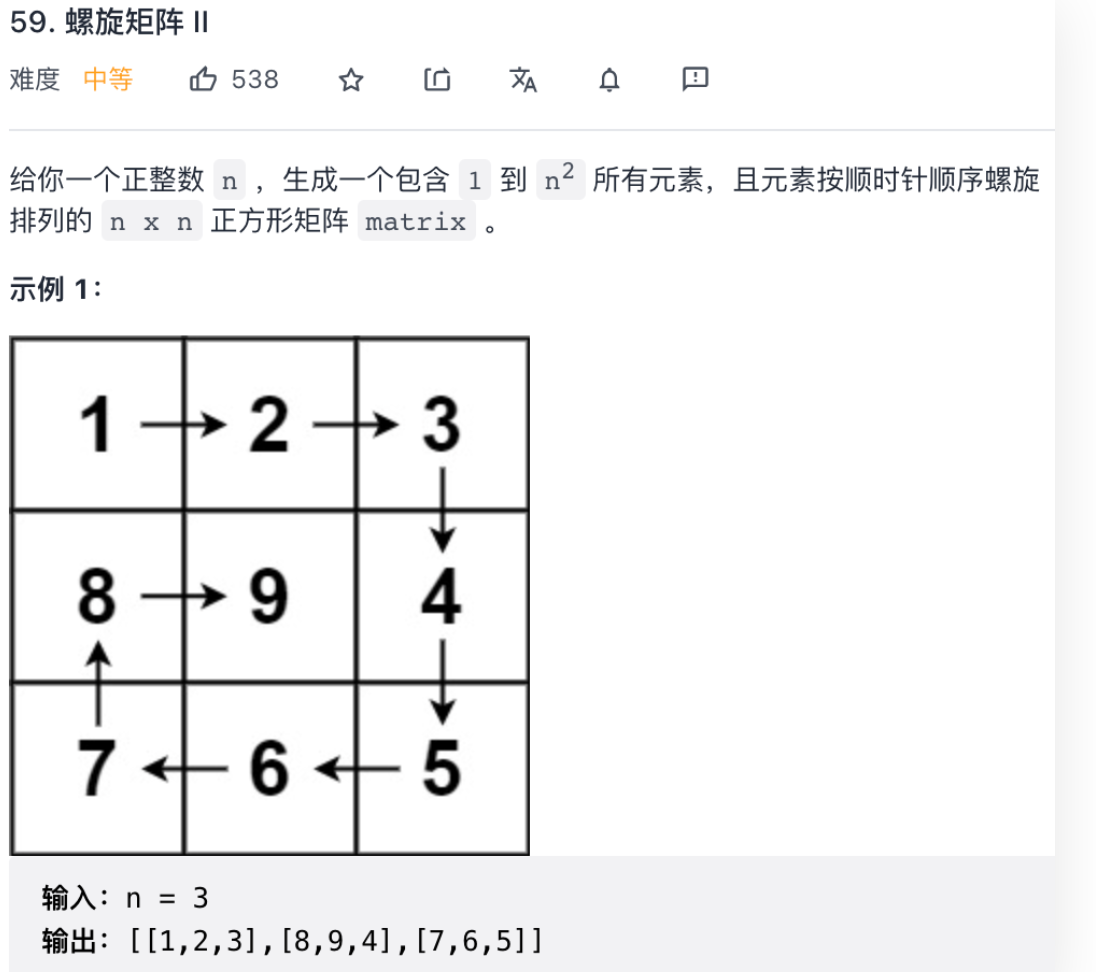 59. 螺旋矩阵 II
难度 中等 538
给你一个正整数 n ，生成一个包含 1 到 n² 所有元素，且元素按顺时针顺序螺旋
排列的 n x n 正方形矩阵 matrix 。
示例 1：
1 2 3
8 9 4
7 6 5
输入：n = 3
输出：[[1,2,3],[8,9,4],[7,6,5]]